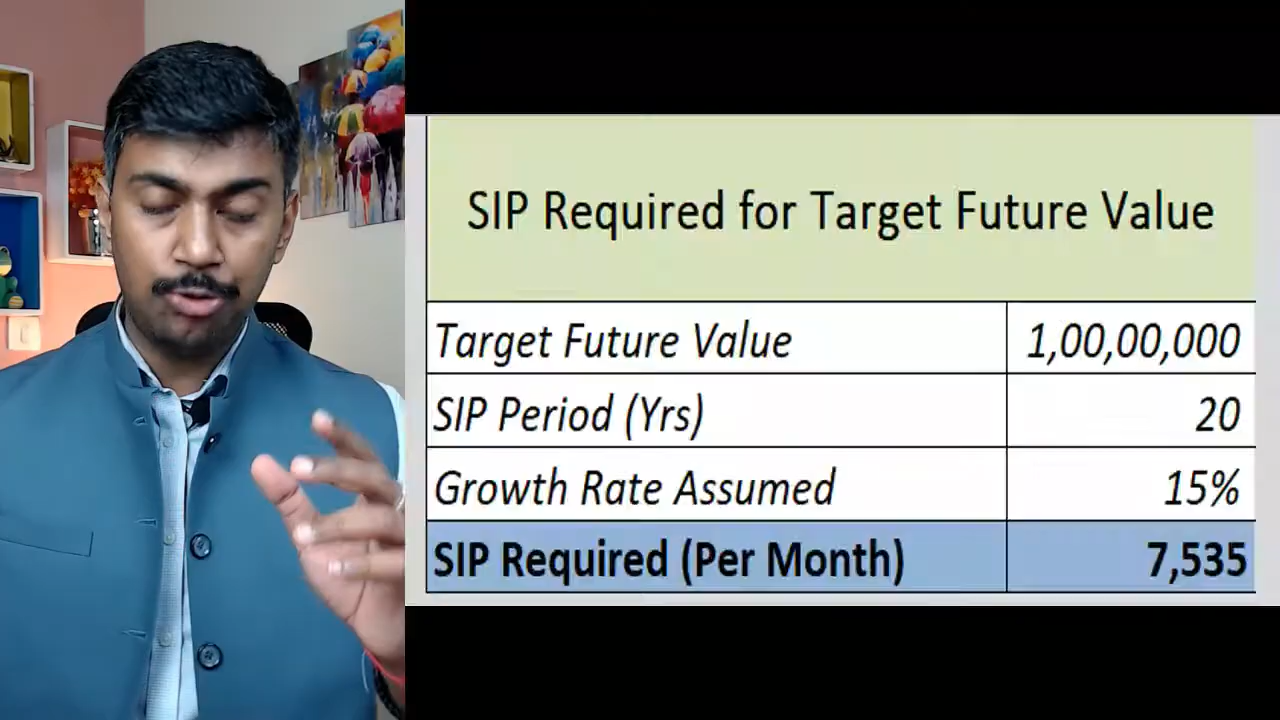 SIP Required for Target Future Value
Target Future Value 1,00,00,000
SIP Period (Yrs) 20
Growth Rate Assumed 15%
SIP Required (Per Month) 7,535